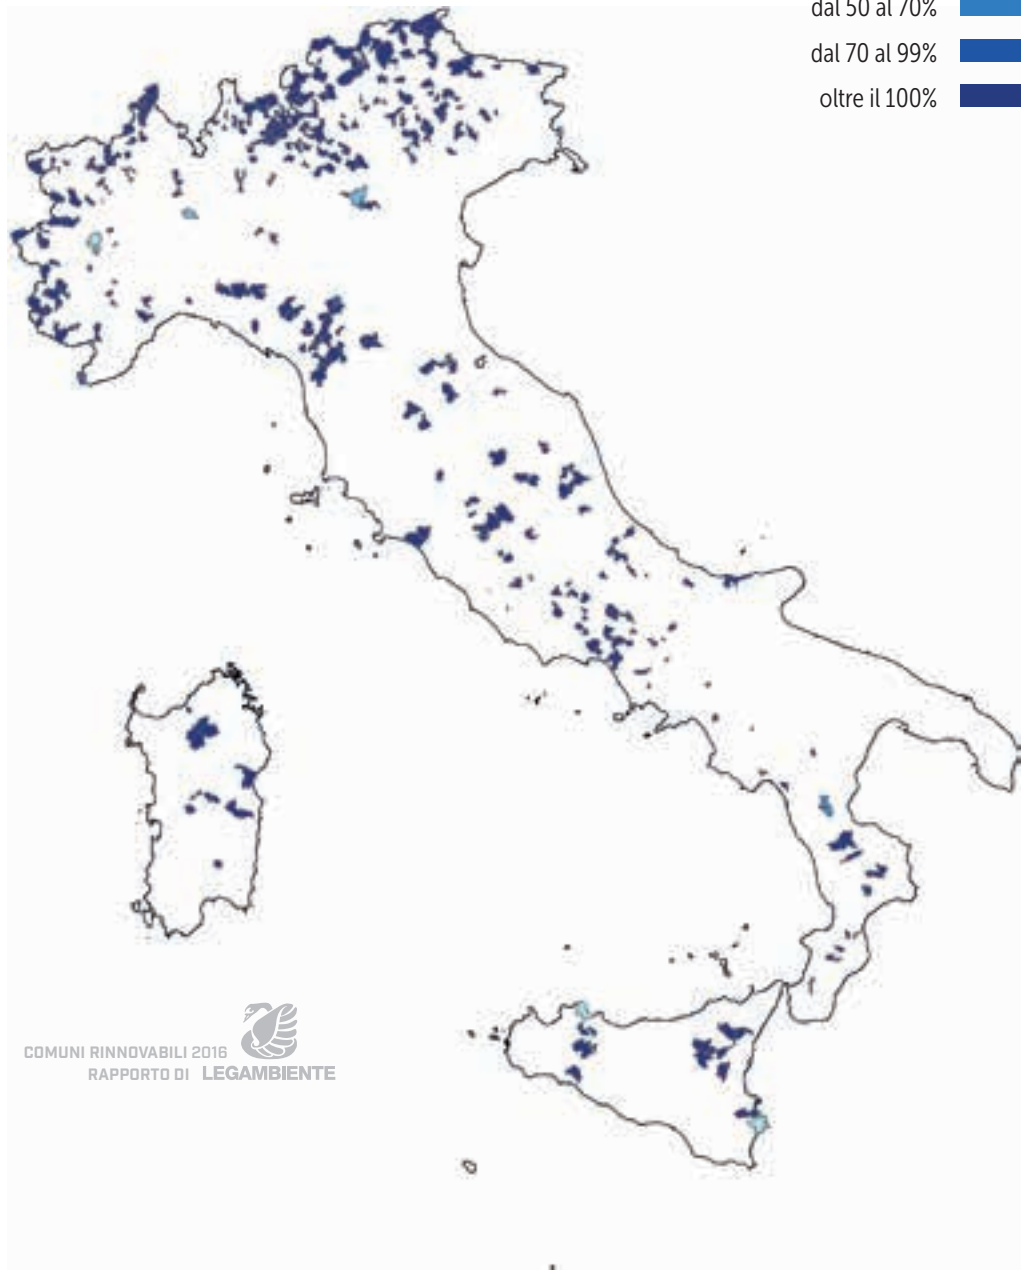 dal 50 al 70%
dal 70 al 99%
oltre il 100%
COMUNI RINNOVABILI 2016
RAPPORTO DI LEGAMBIENTE